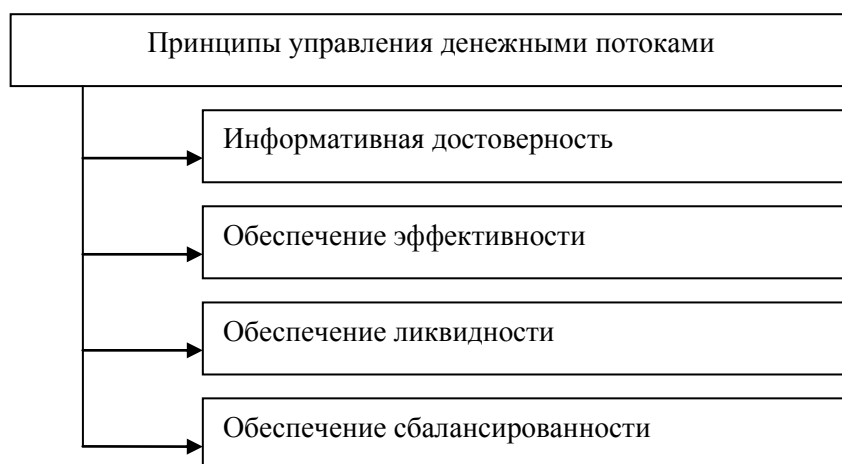 Принципы управления денежными потоками
Информативная достоверность
Обеспечение эффективности
Обеспечение ликвидности
Обеспечение сбалансированности